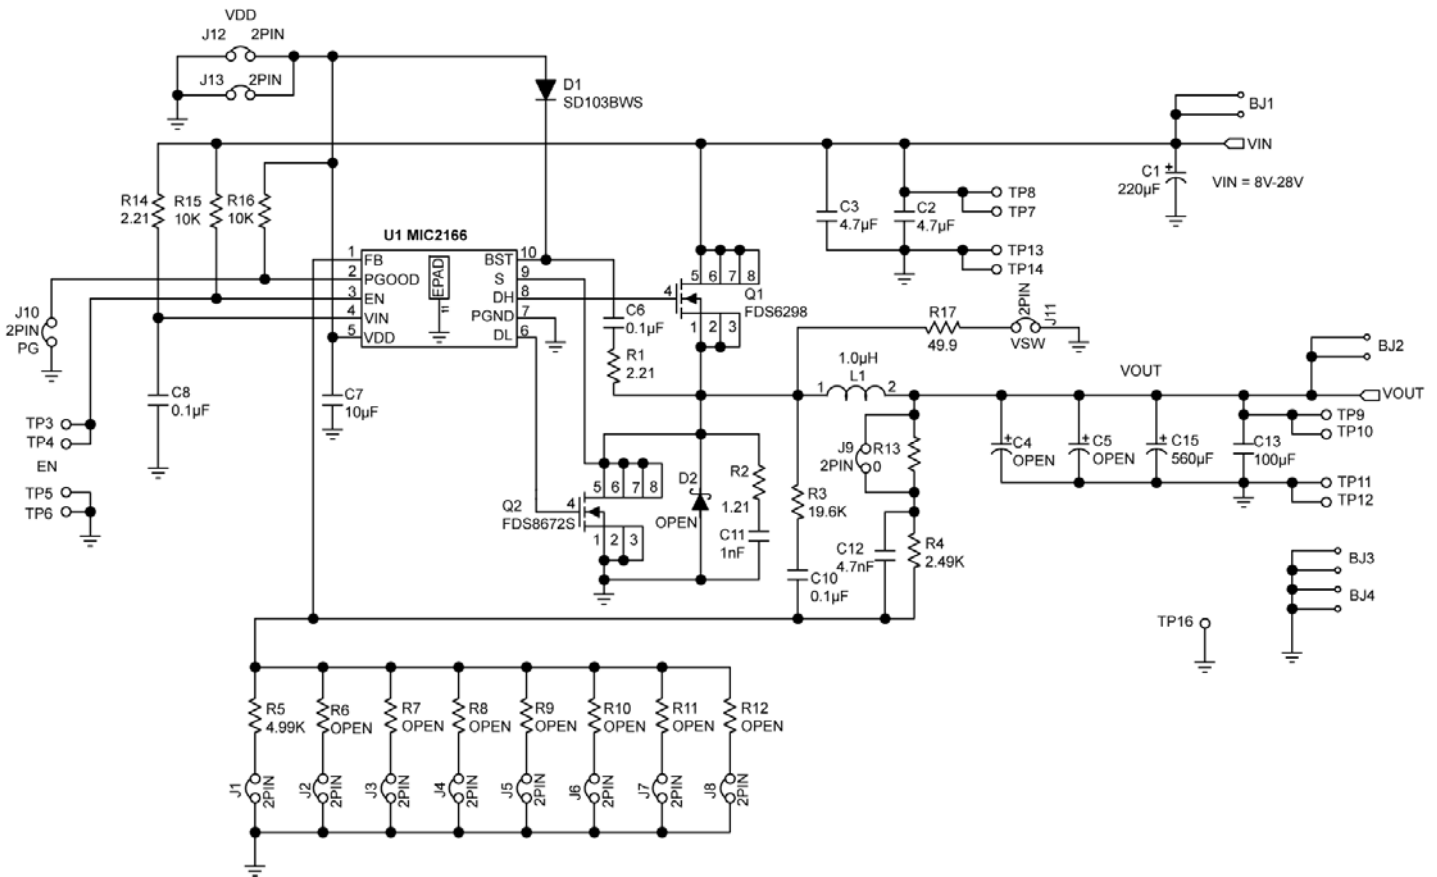 VDD
J12 2PIN
J13 2PIN
D1
SD103BWS
BJ1
VIN
C1 +
220µF
VIN = 8V-28V
R14
2.21
R15
10K
R16
10K
C3
4.7µF
C2
4.7µF
TP8
TP7
TP13
TP14
U1 MIC2166
1 FB
2 PGOOD
3 EN
4 VIN
5 VDD
EPAD
11
BST 10
S 9
DH 8
PGND 7
DL 6
5 6 7 8
4
Q1
FDS6298
1 2 3
J10
2PIN
PG
C6
0.1µF
R1
2.21
R17
49.9
2PIN
J11
VSW
BJ2
1.0µH
1 L1 2
VOUT
VOUT
C8
0.1µF
C7
10µF
TP3
TP4
EN
TP5
TP6
J9
2PIN
R13
0
+ C4
OPEN
+ C5
OPEN
+ C15
560µF
C13
100µF
TP9
TP10
TP11
TP12
5 6 7 8
Q2
FDS8672S
4
1 2 3
D2
OPEN
R2
1.21
C11
1nF
R3
19.6K
C10
0.1µF
C12
4.7nF
R4
2.49K
BJ3
BJ4
TP16
R5
4.99K
R6
OPEN
R7
OPEN
R8
OPEN
R9
OPEN
R10
OPEN
R11
OPEN
R12
OPEN
J1 2PIN
J2 2PIN
J3 2PIN
J4 2PIN
J5 2PIN
J6 2PIN
J7 2PIN
J8 2PIN